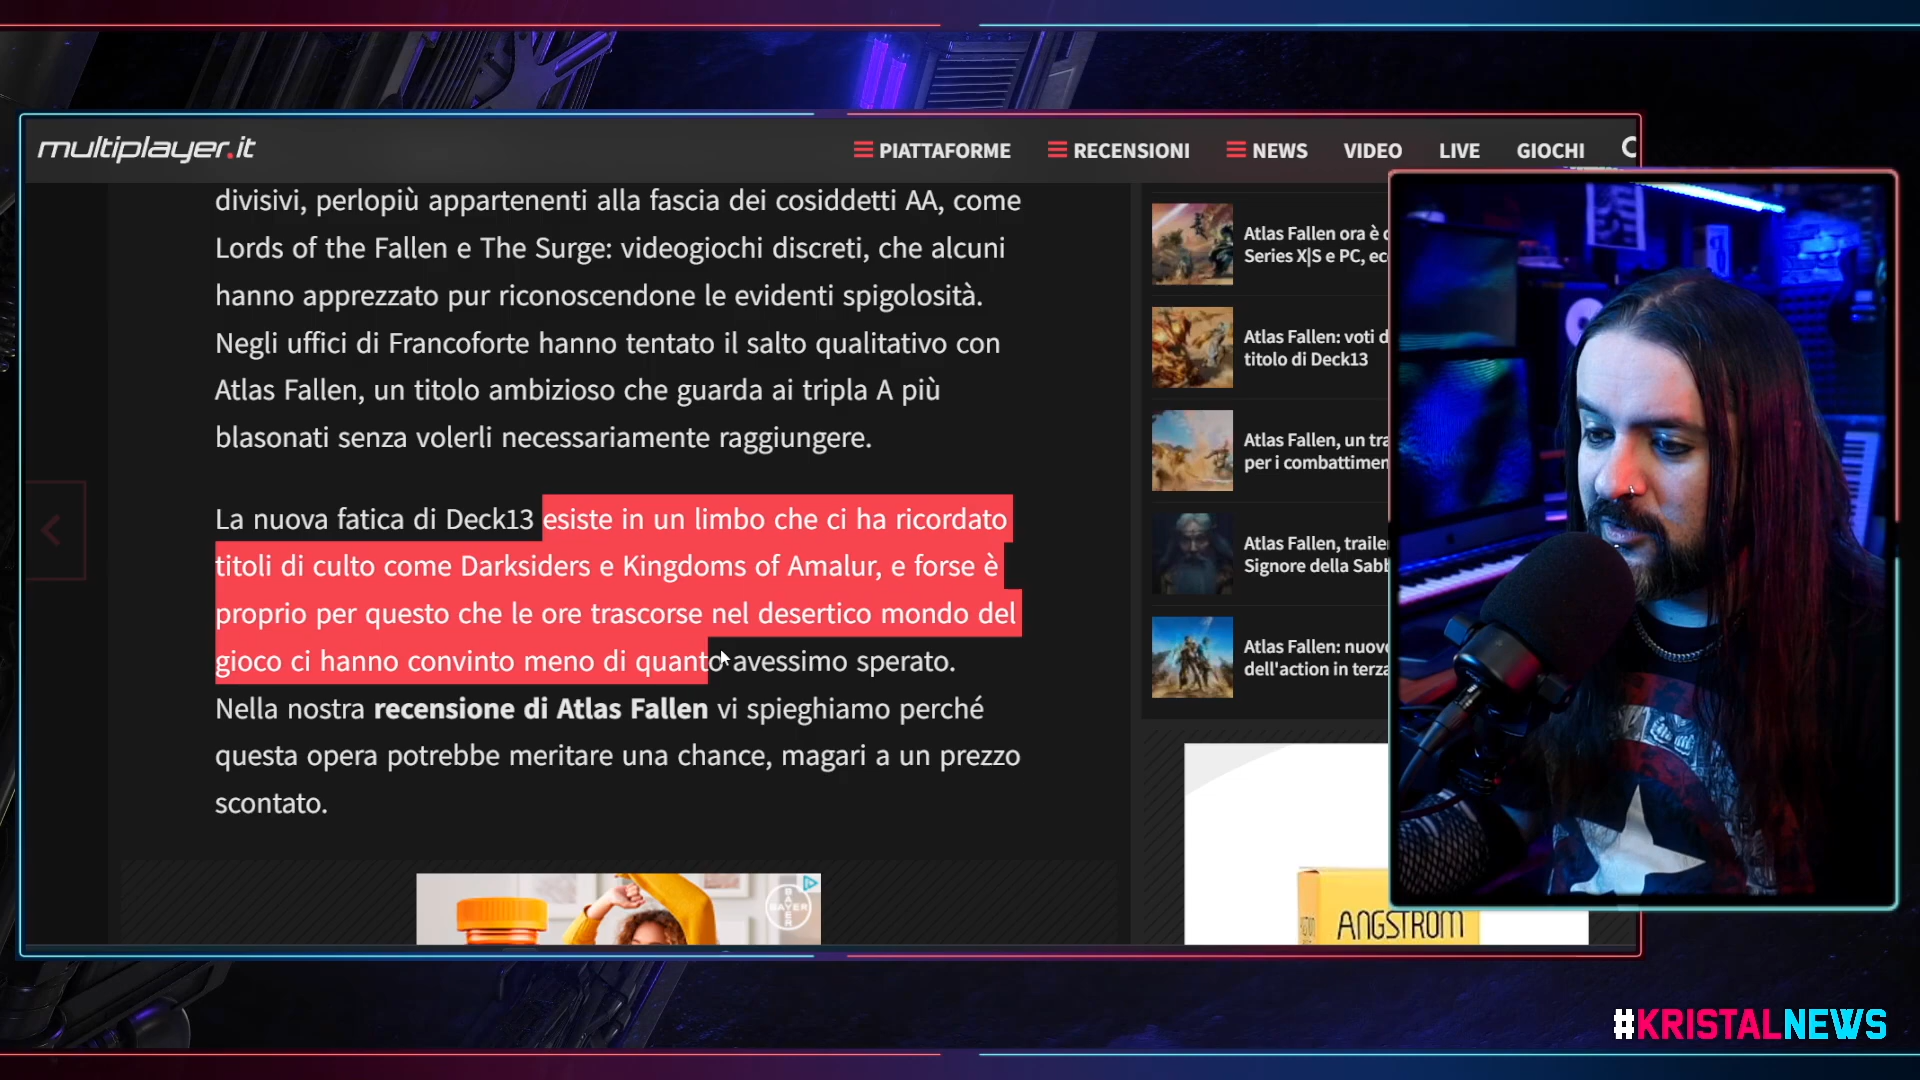 multiplayer.it
PIATTAFORME
RECENSIONI
NEWS
VIDEO
LIVE
GIOCHI
divisivi, perlopiù appartenenti alla fascia dei cosiddetti AA, come
Lords of the Fallen e The Surge: videogiochi discreti, che alcuni
hanno apprezzato pur riconoscendone le evidenti spigolosità.
Negli uffici di Francoforte hanno tentato il salto qualitativo con
Atlas Fallen, un titolo ambizioso che guarda ai tripla A più
blasonati senza volerli necessariamente raggiungere.
La nuova fatica di Deck13 esiste in un limbo che ci ha ricordato
titoli di culto come Darksiders e Kingdoms of Amalur, e forse è
proprio per questo che le ore trascorse nel desertico mondo del
gioco ci hanno convinto meno di quanto avessimo sperato.
Nella nostra recensione di Atlas Fallen vi spieghiamo perché
questa opera potrebbe meritare una chance, magari a un prezzo
scontato.
Atlas Fallen ora è
Series X|S e PC,
Atlas Fallen: voti
titolo di Deck13
Atlas Fallen, un
per i
Atlas Fallen,
Signore della
Atlas Fallen:
dell'action in
BAYER
BAYER
ANGSTROM
#KRISTALNEWS